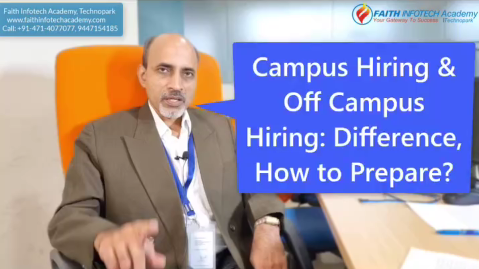 Faith Infotech Academy, Technopark
www.faithinfotechacademy.com
Call: +91-471-4077077, 9447154185
FAITH INFOTECH Academy
Your Gateway To Success Technopark
Campus Hiring &
Off Campus
Hiring: Difference,
How to Prepare?